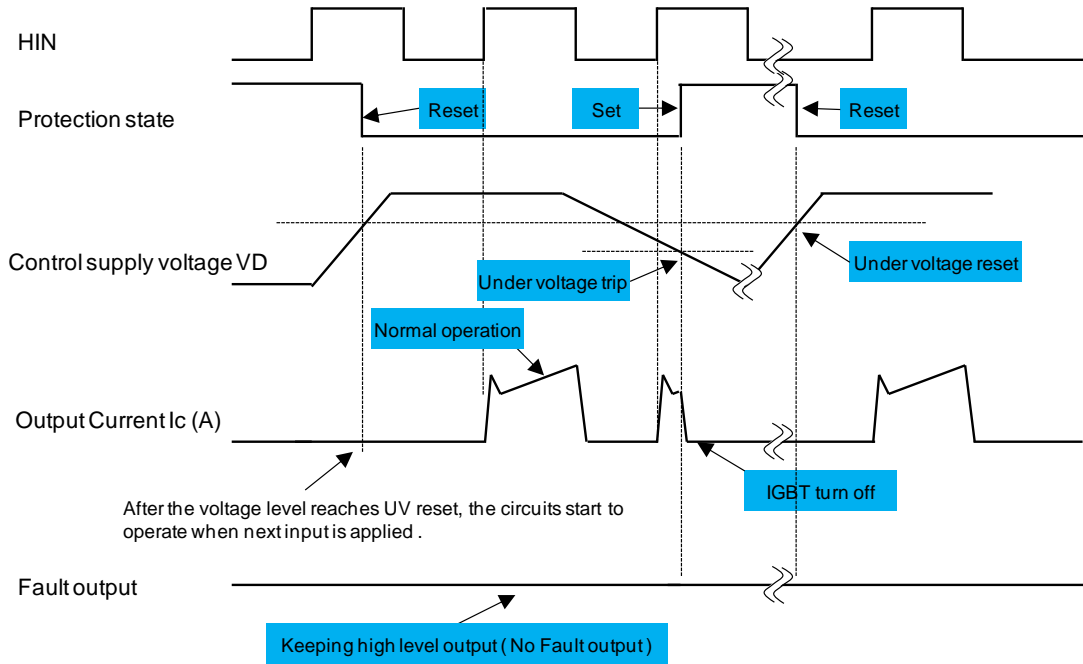 HIN
Protection state
Reset
Set
Reset
Control supply voltage VD
Under voltage trip
Under voltage reset
Normal operation
Output Current Ic (A)
IGBT turn off
After the voltage level reaches UV reset, the circuits start to
operate when next input is applied .
Fault output
Keeping high level output ( No Fault output )